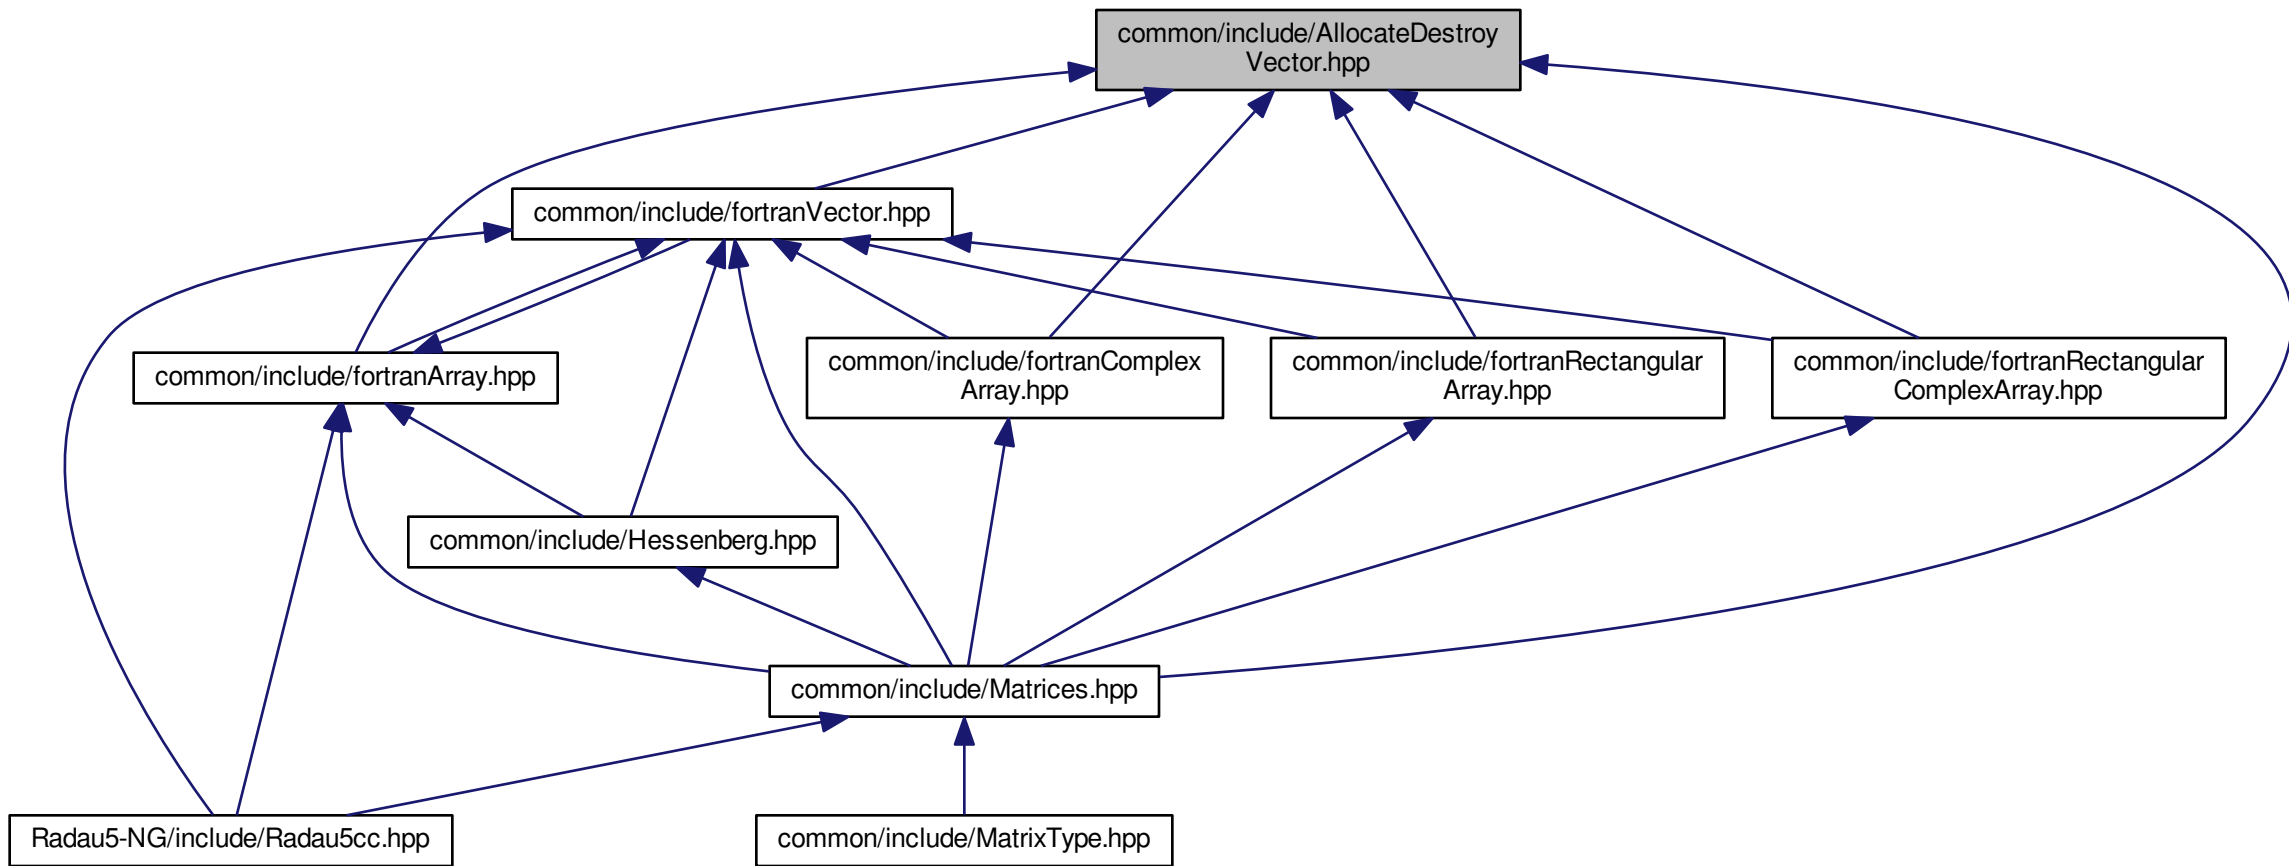 common/include/AllocateDestroy
Vector.hpp
common/include/fortranVector.hpp
common/include/fortranArray.hpp
common/include/fortranComplex
Array.hpp
common/include/fortranRectangular
Array.hpp
common/include/fortranRectangular
ComplexArray.hpp
common/include/Hessenberg.hpp
common/include/Matrices.hpp
Radau5-NG/include/Radau5cc.hpp
common/include/MatrixType.hpp